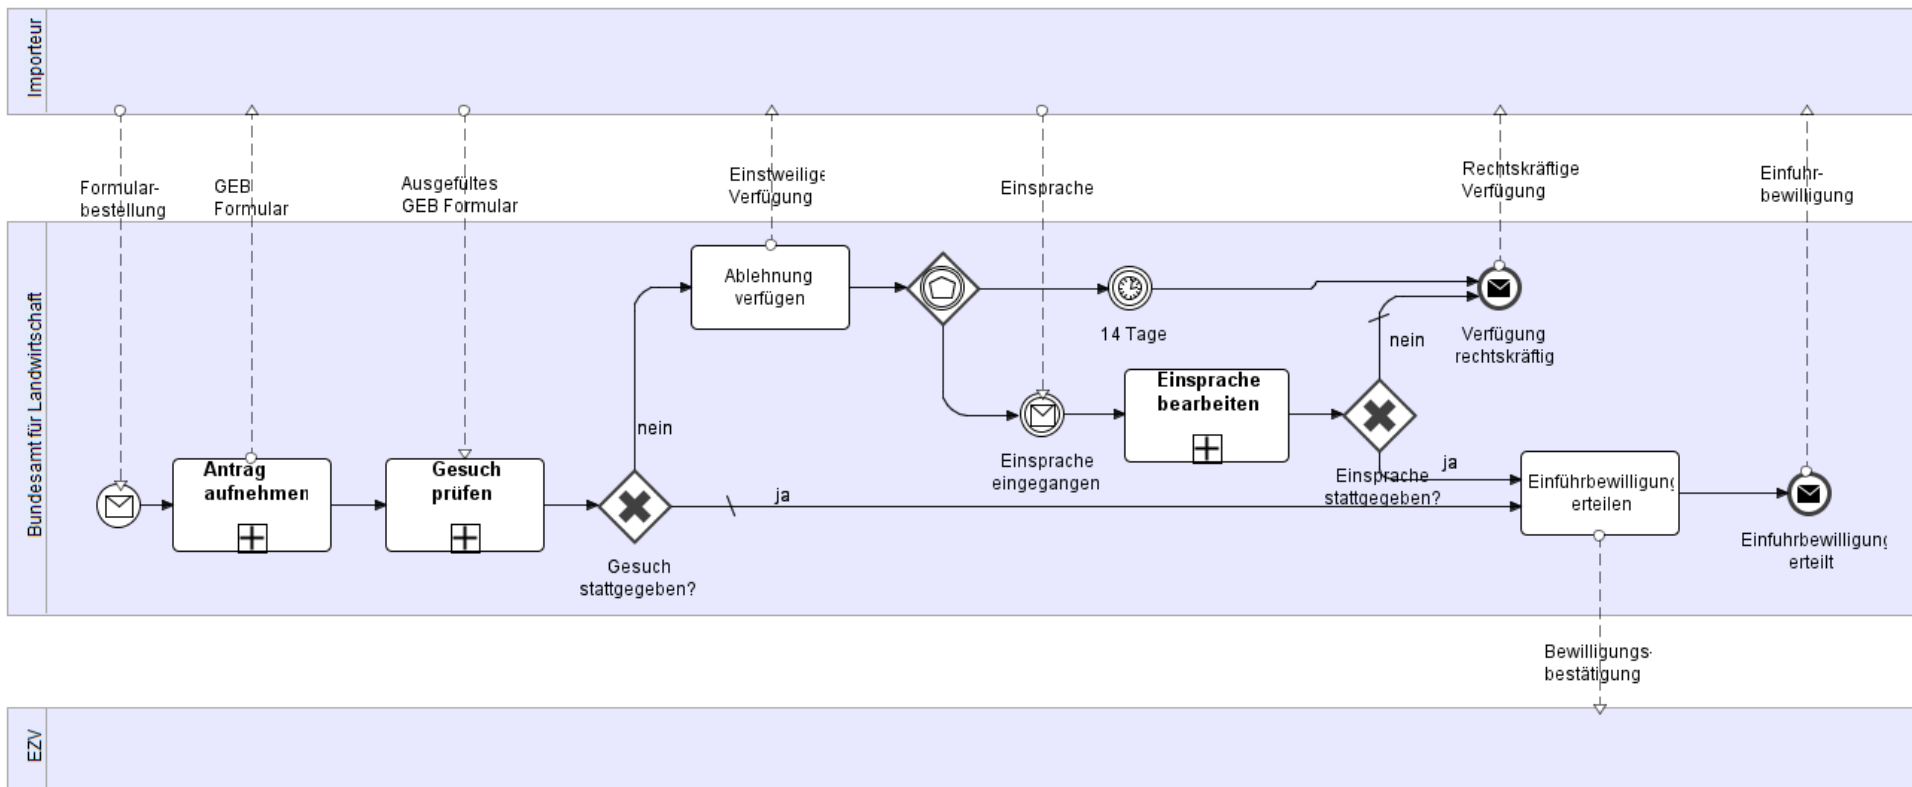 Importeur
Formular-
bestellung
GEB
Formular
Ausgefültes
GEB Formular
Einstweilige
Verfügung
Einsprache
Rechtskräftige
Verfügung
Einfuhr-
bewilligung
Bundesamt für Landwirtschaft
Antrag
aufnehmen
Gesuch
prüfen
nein
Gesuch
stattgegeben?
ja
Ablehnung
verfügen
14 Tage
Einsprache
eingegangen
Einsprache
bearbeiten
nein
Einsprache
stattgegeben?
ja
Verfügung
rechtskräftig
Einführbewilligung
erteilen
Einfuhrbewilligung
erteilt
Bewilligungs-
bestätigung
EZV